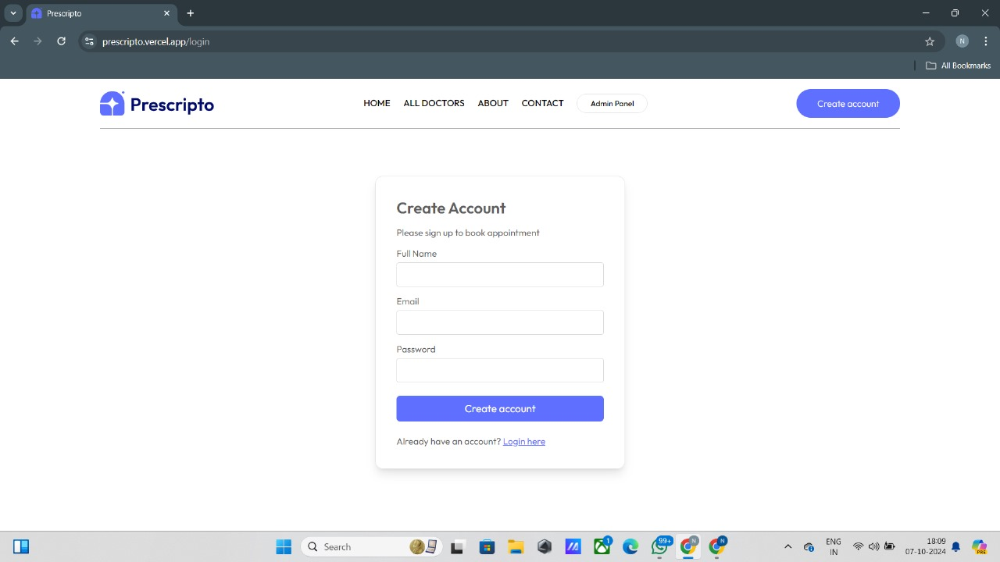 Prescripto
prescripto.vercel.app/login
N
All Bookmarks
Prescripto
HOME
ALL DOCTORS
ABOUT
CONTACT
Admin Panel
Create account
Create Account
Please sign up to book appointment
Full Name
Email
Password
Create account
Already have an account? Login here
Search
1
99+
N
N
ENG
IN
18:09
07-10-2024
PRE